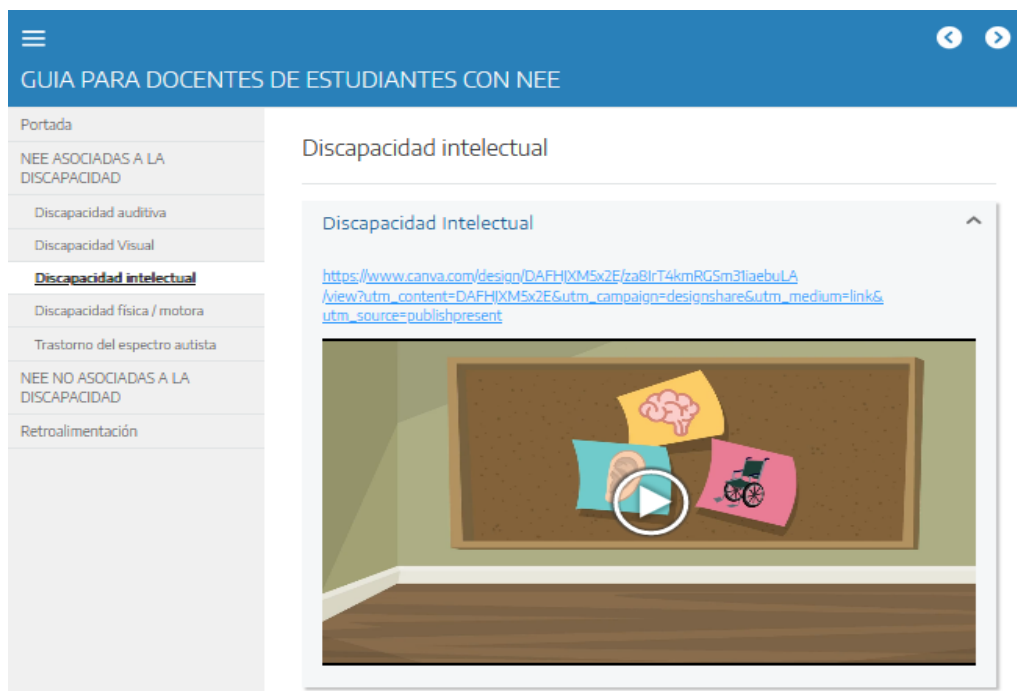 GUIA PARA DOCENTES DE ESTUDIANTES CON NEE
Portada
NEE ASOCIADAS A LA
DISCAPACIDAD
Discapacidad auditiva
Discapacidad Visual
Discapacidad intelectual
Discapacidad física / motora
Trastorno del espectro autista
NEE NO ASOCIADAS A LA
DISCAPACIDAD
Retroalimentación
Discapacidad intelectual
Discapacidad Intelectual
https://www.canva.com/design/DAFHJXM5x2E/zaBIrT4kmRGSm31iaebuLA
/view?utm_content=DAFHJXM5x2E&utm_campaign=designshare&utm_medium=link&
utm_source=publishpresent